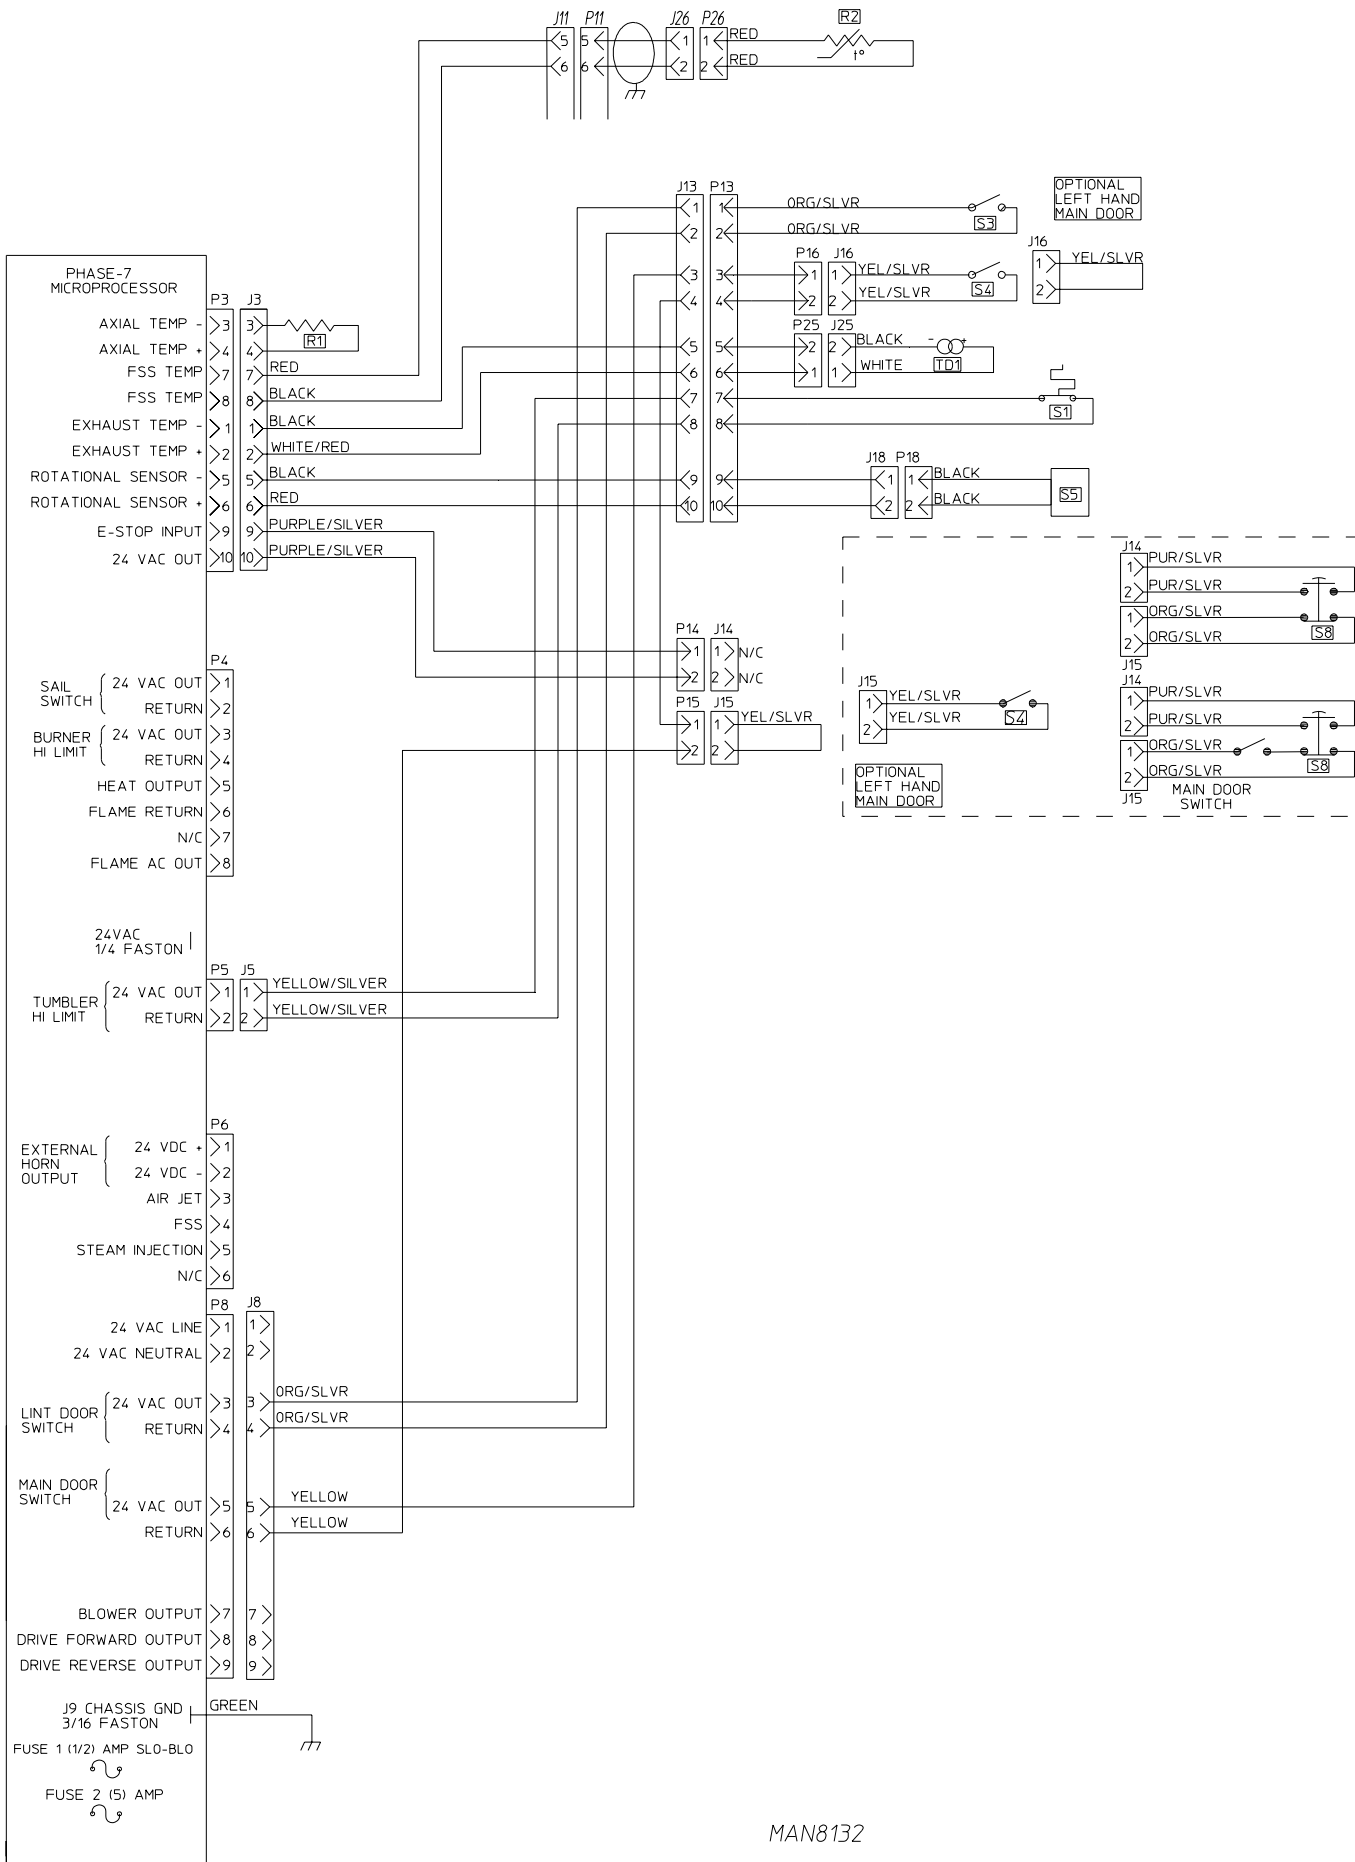 J11 P11 J26 P26 R2
5 5 1 1 RED
6 6 2 2 RED
t°
J13 P13
1 1 ORG/SLVR
2 2 ORG/SLVR
S3
OPTIONAL
LEFT HAND
MAIN DOOR
P16 J16
3 3 1 1 YEL/SLVR
4 4 2 2 YEL/SLVR
S4
J16
1 YEL/SLVR
2
P25 J25
5 5 2 2 BLACK - +
6 6 1 1 WHITE
TD1
7 7
S1
8 8
J18 P18
9 9 1 1 BLACK
10 10 2 2 BLACK
S5
PHASE-7
MICROPROCESSOR
P3 J3
AXIAL TEMP - 3 3
R1
AXIAL TEMP + 4 4
FSS TEMP 7 7 RED
FSS TEMP 8 8 BLACK
EXHAUST TEMP - 1 1 BLACK
EXHAUST TEMP + 2 2 WHITE/RED
ROTATIONAL SENSOR - 5 5 BLACK
ROTATIONAL SENSOR + 6 6 RED
E-STOP INPUT 9 9 PURPLE/SILVER
24 VAC OUT 10 10 PURPLE/SILVER
P14 J14
1 1 N/C
2 2 N/C
P15 J15
1 1 YEL/SLVR
2 2
J15
1 YEL/SLVR
2 YEL/SLVR
S4
OPTIONAL
LEFT HAND
MAIN DOOR
J14
1 PUR/SLVR
2 PUR/SLVR
1 ORG/SLVR
S8
2 ORG/SLVR
J15
J14
1 PUR/SLVR
2 PUR/SLVR
1 ORG/SLVR
S8
2 ORG/SLVR
J15
MAIN DOOR
SWITCH
P4
SAIL
SWITCH
24 VAC OUT 1
RETURN 2
BURNER
HI LIMIT
24 VAC OUT 3
RETURN 4
HEAT OUTPUT 5
FLAME RETURN 6
N/C 7
FLAME AC OUT 8
24VAC
1/4 FASTON
P5 J5
TUMBLER
HI LIMIT
24 VAC OUT 1 1 YELLOW/SILVER
RETURN 2 2 YELLOW/SILVER
P6
EXTERNAL
HORN
OUTPUT
24 VDC + 1
24 VDC - 2
AIR JET 3
FSS 4
STEAM INJECTION 5
N/C 6
P8 J8
24 VAC LINE 1 1
24 VAC NEUTRAL 2 2
LINT DOOR
SWITCH
24 VAC OUT 3 3 ORG/SLVR
RETURN 4 4 ORG/SLVR
MAIN DOOR
SWITCH
24 VAC OUT 5 5 YELLOW
RETURN 6 6 YELLOW
BLOWER OUTPUT 7 7
DRIVE FORWARD OUTPUT 8 8
DRIVE REVERSE OUTPUT 9 9
J9 CHASSIS GND
3/16 FASTON
GREEN
FUSE 1 (1/2) AMP SLO-BLO
FUSE 2 (5) AMP
MAN8132